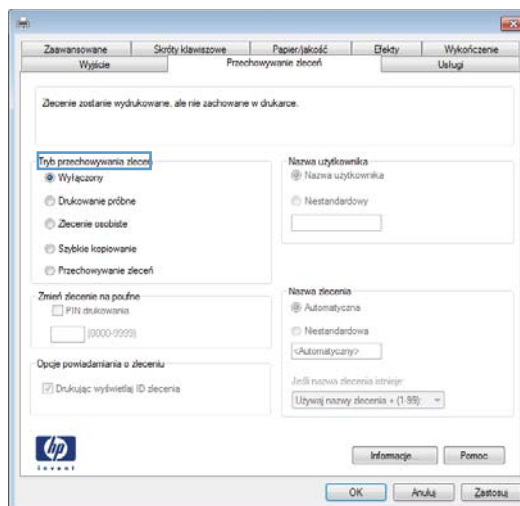 Zaawansowane Skróty klawiszowe Papier/jakość Efekty Wykończenie
Wyjście Przechowywanie zleceń Usługi
Zlecenie zostanie wydrukowane, ale nie zachowane w drukarce.
Tryb przechowywania zleceń
Wyłączony
Drukowanie próbne
Zlecenie osobiste
Szybkie kopiowanie
Przechowywanie zleceń
Nazwa użytkownika
Nazwa użytkownika
Niestandardowy
Zmień zlecenie na poufne
PIN drukowania
(0000-9999)
Nazwa zlecenia
Automatyczna
Niestandardowa
<Automatyczny>
Jeśli nazwa zlecenia istnieje:
Używaj nazwy zlecenia + (1-99):
Opcje powiadamiania o zleceniu
Drukując wyświetlaj ID zlecenia
hp
invent
Informacje... Pomoc
OK Anuluj Zastosuj